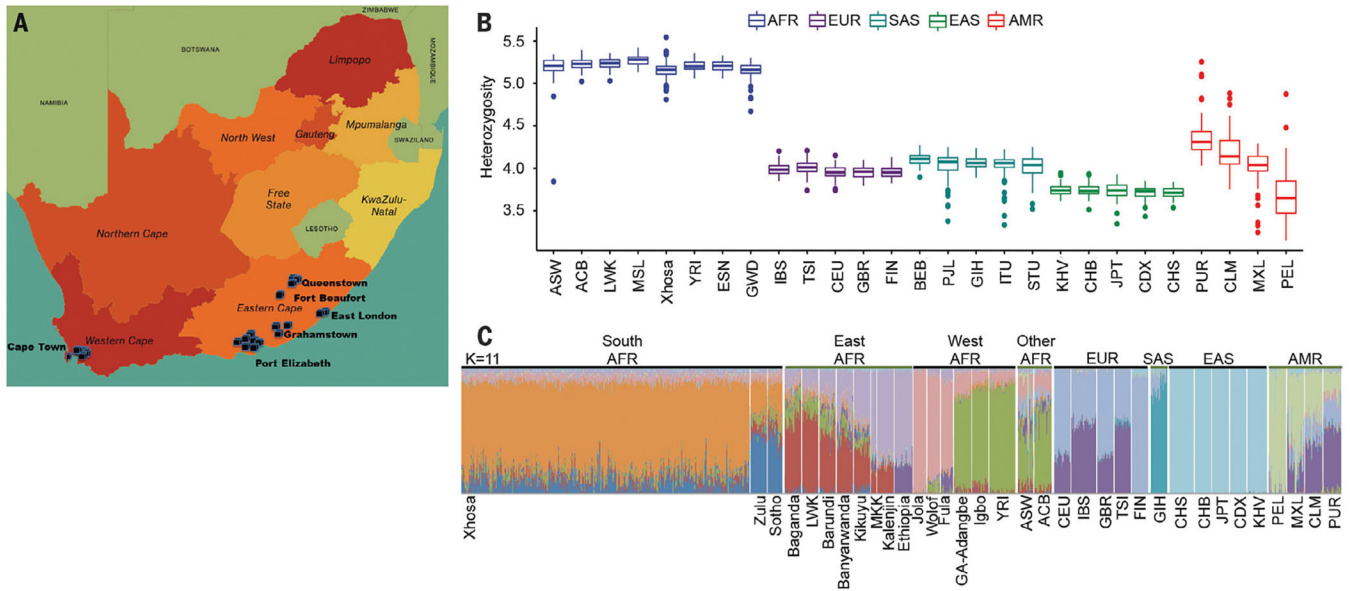 A
ZIMBABWE
BOTSWANA
MOZAMBIQUE
Limpopo
NAMIBIA
North West
Gauteng
Mpumalanga
SWAZILAND
Free
State
KwaZulu-
Natal
LESOTHO
Northern Cape
Queenstown
Fort Beaufort
Eastern Cape
East London
Grahamstown
Western Cape
Cape Town
Port Elizabeth
B
AFR EUR SAS EAS AMR
Heterozygosity
5.5
5.0
4.5
4.0
3.5
ASW ACB LWK MSL Xhosa YRI ESN GWD IBS TSI CEU GBR FIN BEB PJL GIH ITU STU KHV CHB JPT CDX CHS PUR CLM MXL PEL
C
South East West Other
K=11 AFR AFR AFR AFR EUR SAS EAS AMR
Xhosa Zulu Sotho Baganda LWK Barundi Banyarwanda Kikuyu MKK Kalenjin Ethiopia Jola Wolof Fula GA-Adangbe Igbo YRI ASW ACB CEU IBS GBR TSI FIN GIH CHS CHB JPT CDX KHV PEL MXL CLM PUR